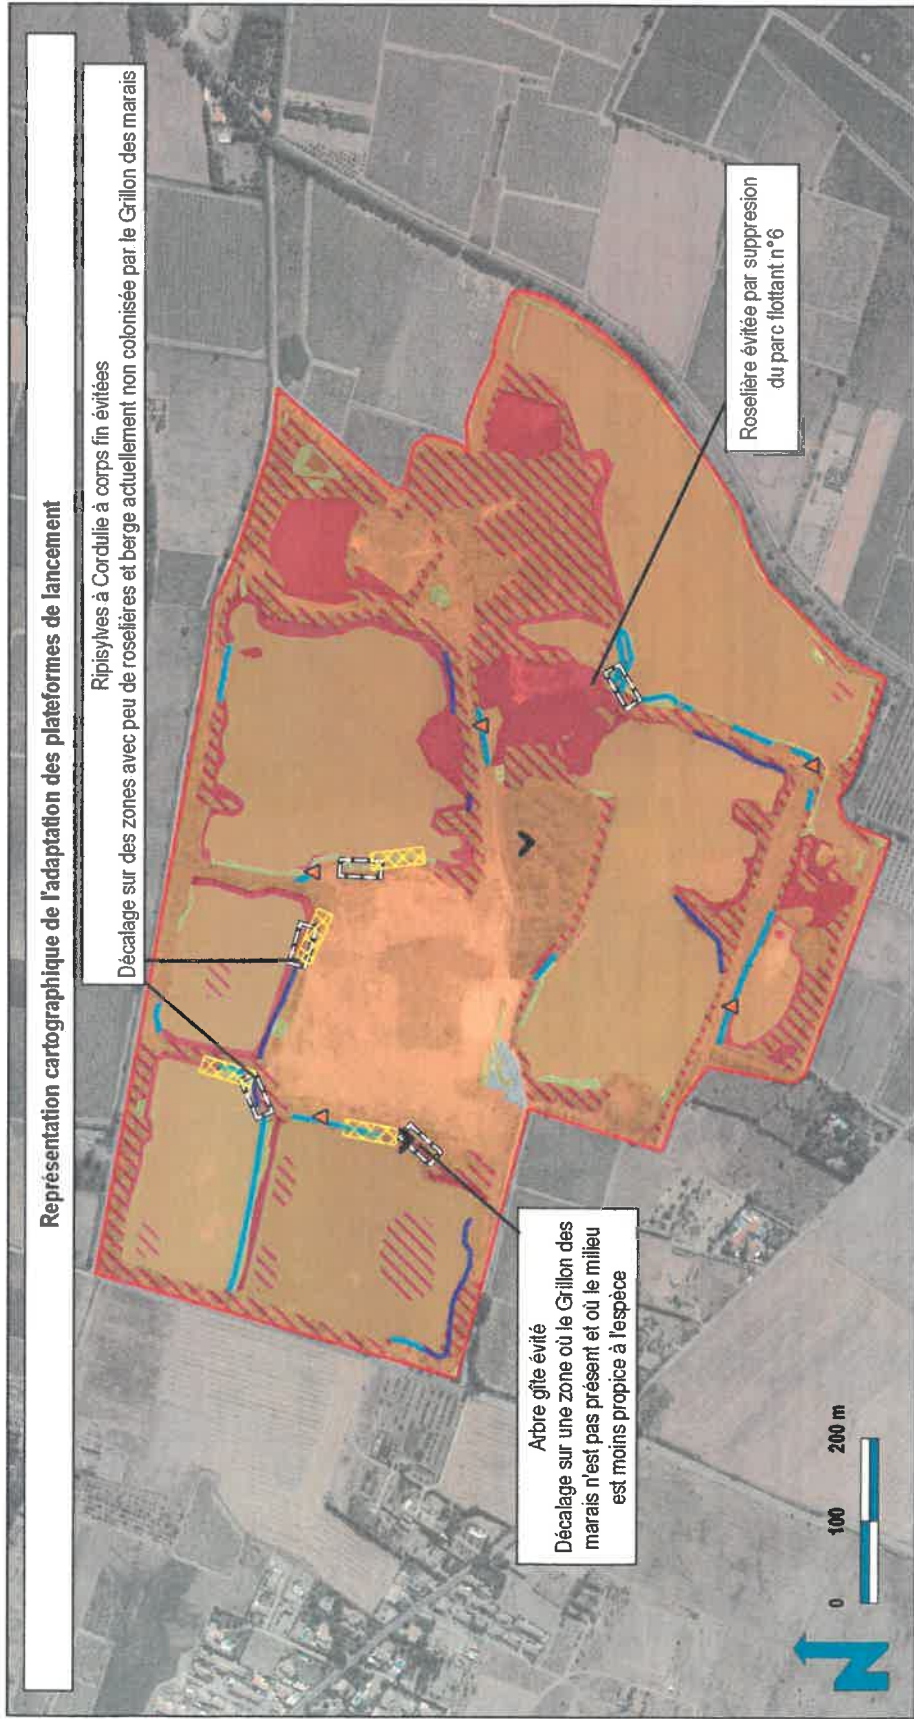 Représentation cartographique de l'adaptation des plateformes de lancement
Ripisylves à Cordulie à corps fin évitées
Décalage sur des zones avec peu de roselières et berge actuellement non colonisée par le Grillon des marais
Roselière évitée par suppresion
du parc flottant n°6
Arbre gîte évité
Décalage sur une zone où le Grillon des
marais n'est pas présent et où le milieu
est moins propice à l'espèce
N
0 100 200 m